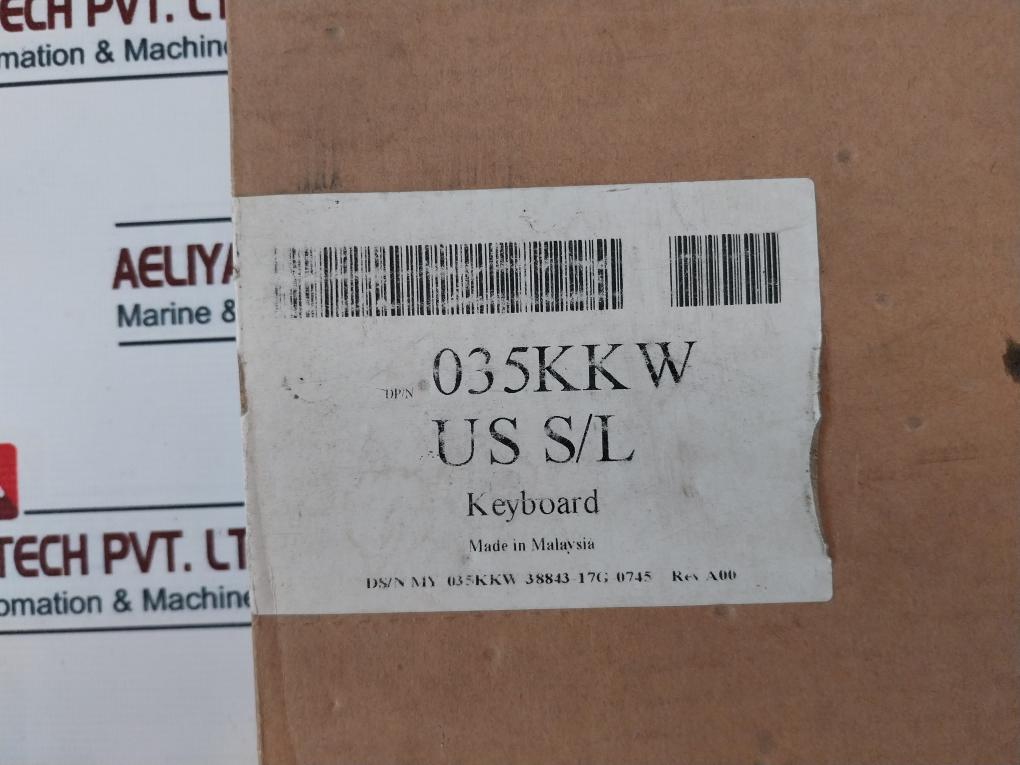 ECH PVT. LT
mation & Machine
AELIYA
Marine &
TECH PVT. LT
omation & Machine
DP/N 035KKW
US S/L
Keyboard
Made in Malaysia
DS/N MY 035KKW 38843-17G-0745 Rev A00